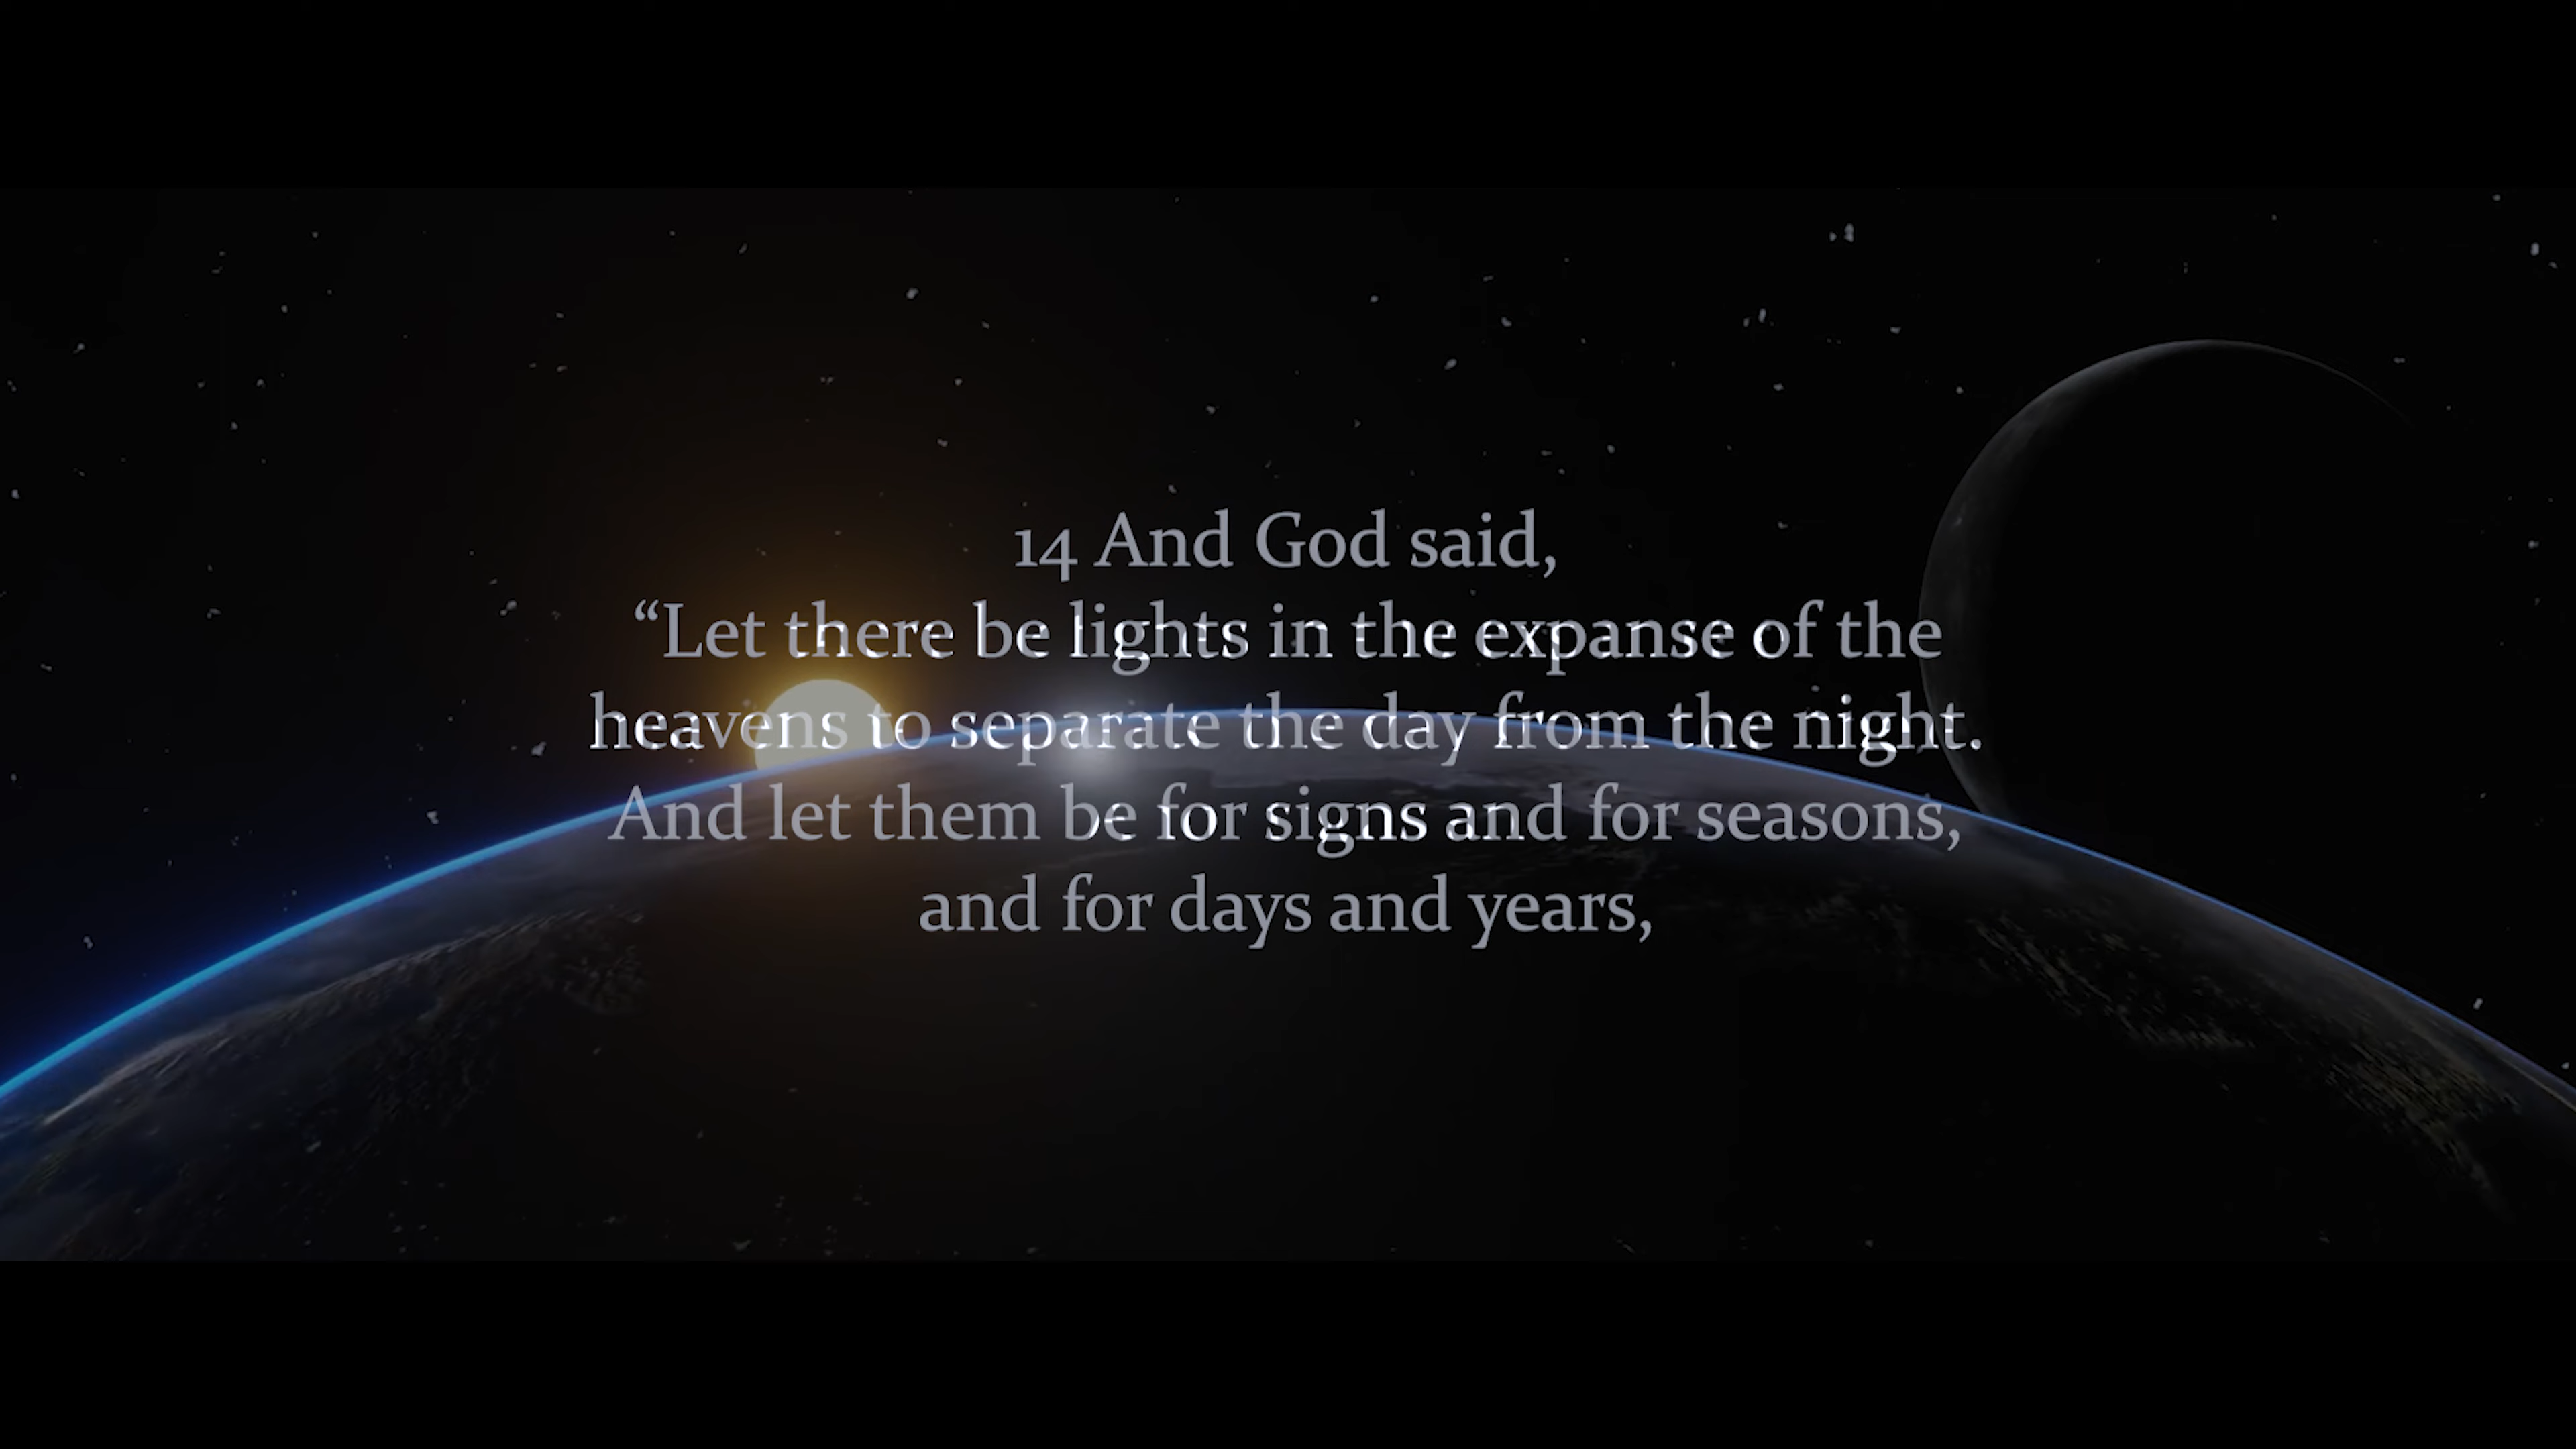 14 And God said,
“Let there be lights in the expanse of the
heavens to separate the day from the night.
And let them be for signs and for seasons,
and for days and years,